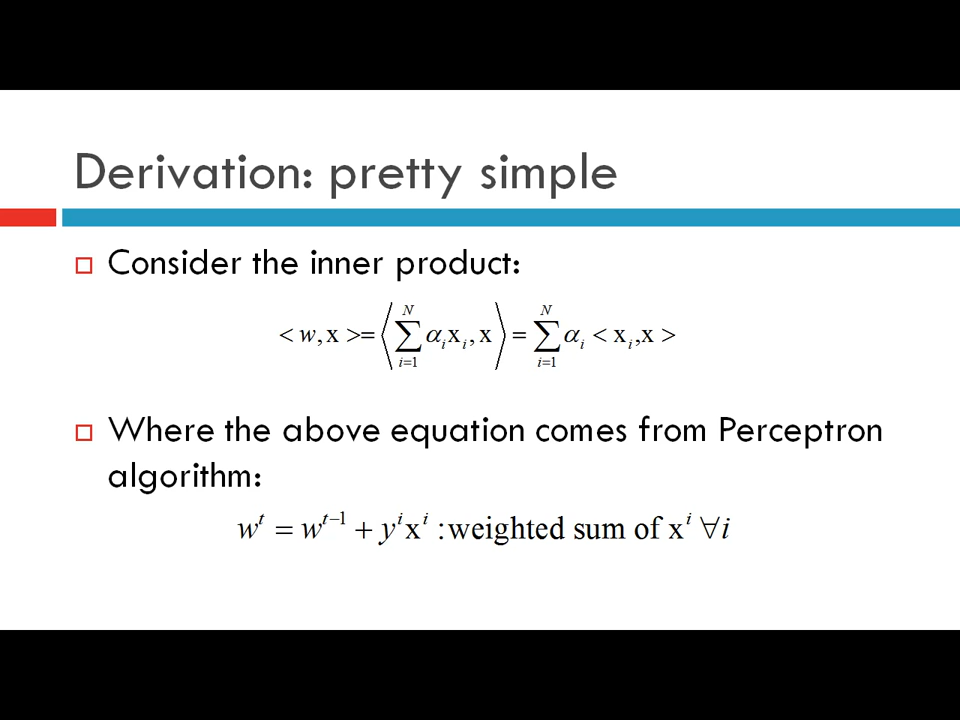 Derivation: pretty simple
Consider the inner product:
< w, x >= ⟨ ∑_{i=1}^{N} α_i x_i , x ⟩ = ∑_{i=1}^{N} α_i < x_i ,x >
Where the above equation comes from Perceptron
algorithm:
w^t = w^{t−1} + y^i x^i : weighted sum of x^i ∀i